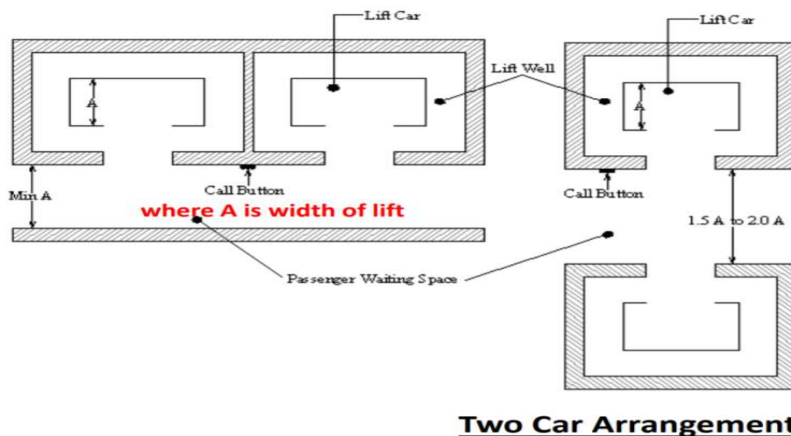 Lift Car
Lift Car
Lift Well
A
A
Min A
Call Button
where A is width of lift
Call Button
1.5 A to 2.0 A
Passenger Waiting Space
Two Car Arrangement